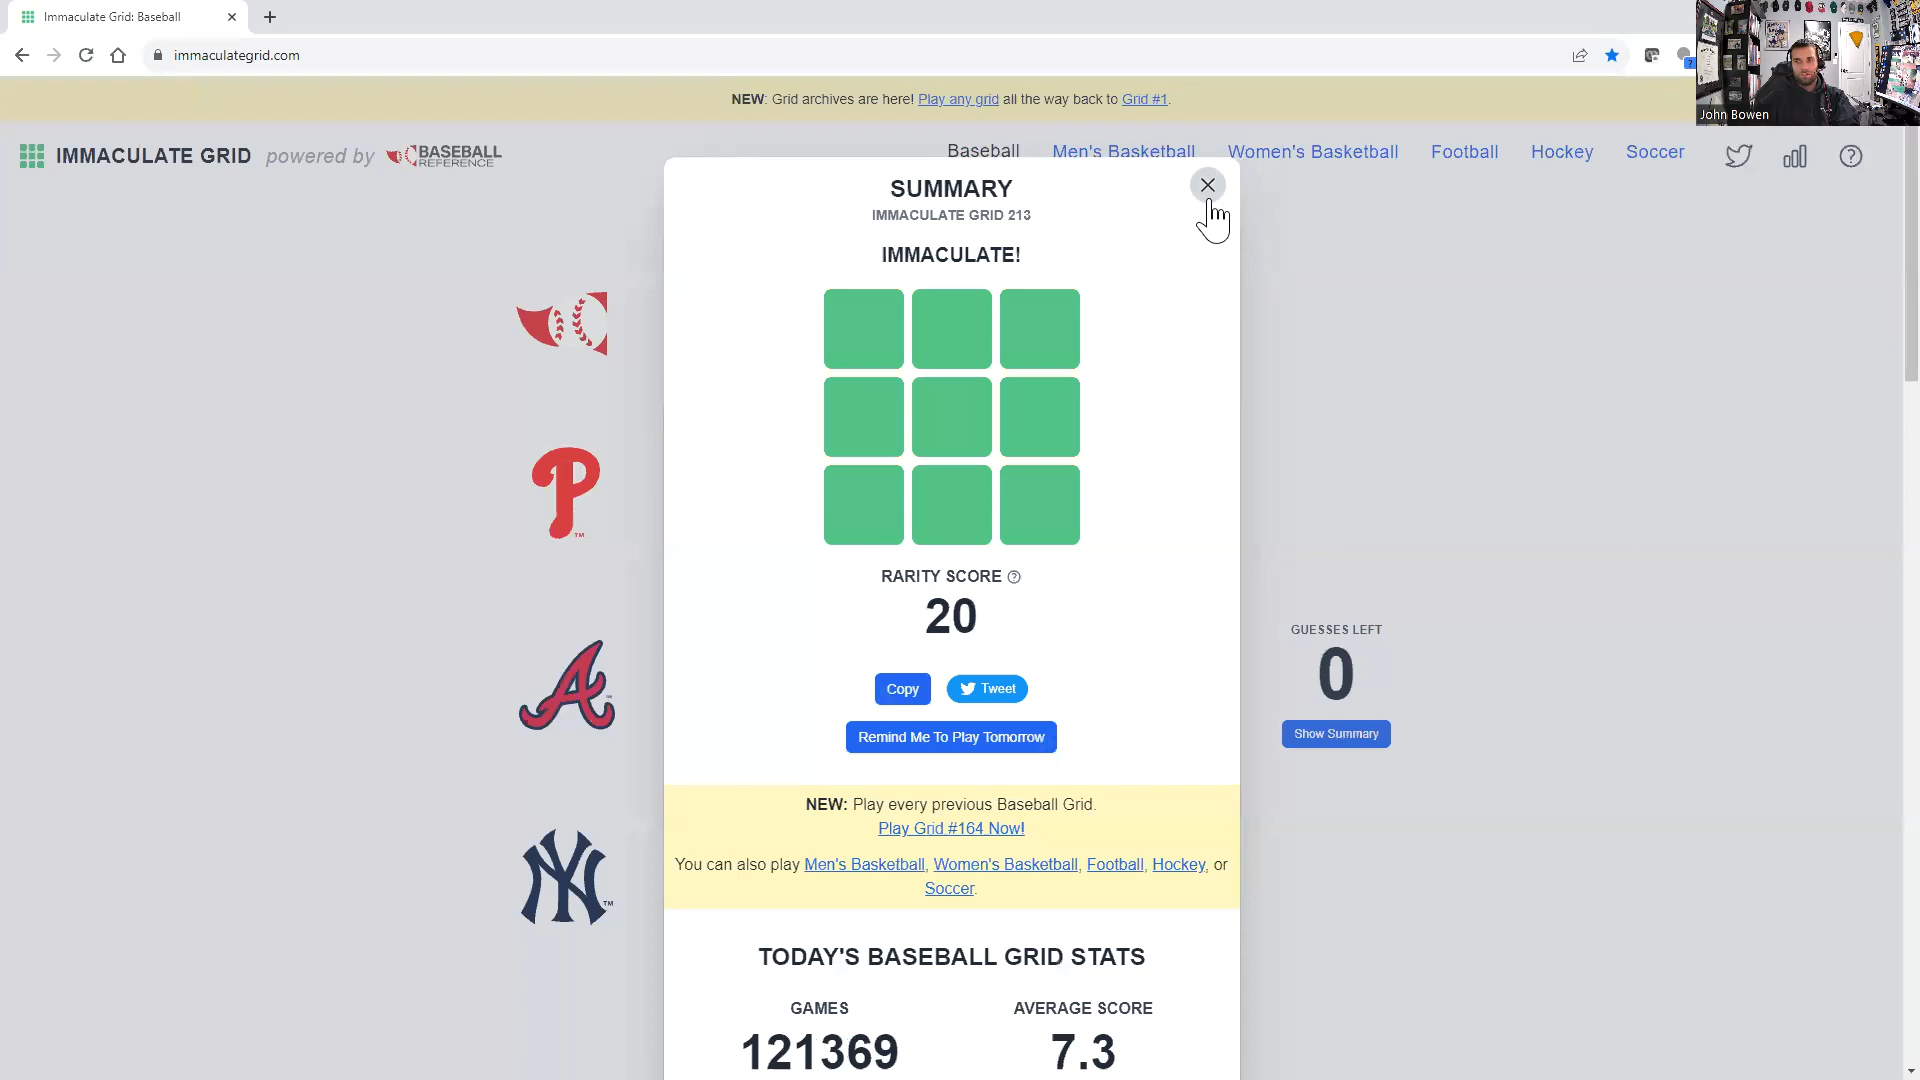 Immaculate Grid: Baseball
immaculategrid.com
John Bowen
NEW: Grid archives are here! Play any grid all the way back to Grid #1.
IMMACULATE GRID powered by BASEBALL REFERENCE
Baseball Men's Basketball Women's Basketball Football Hockey Soccer
SUMMARY
IMMACULATE GRID 213
IMMACULATE!
P
TM
RARITY SCORE
20
GUESSES LEFT
0
Copy Tweet
Show Summary
Remind Me To Play Tomorrow
NEW: Play every previous Baseball Grid.
Play Grid #164 Now!
You can also play Men's Basketball, Women's Basketball, Football, Hockey, or
Soccer.
A
NY
TM
TODAY'S BASEBALL GRID STATS
GAMES AVERAGE SCORE
121369 7.3